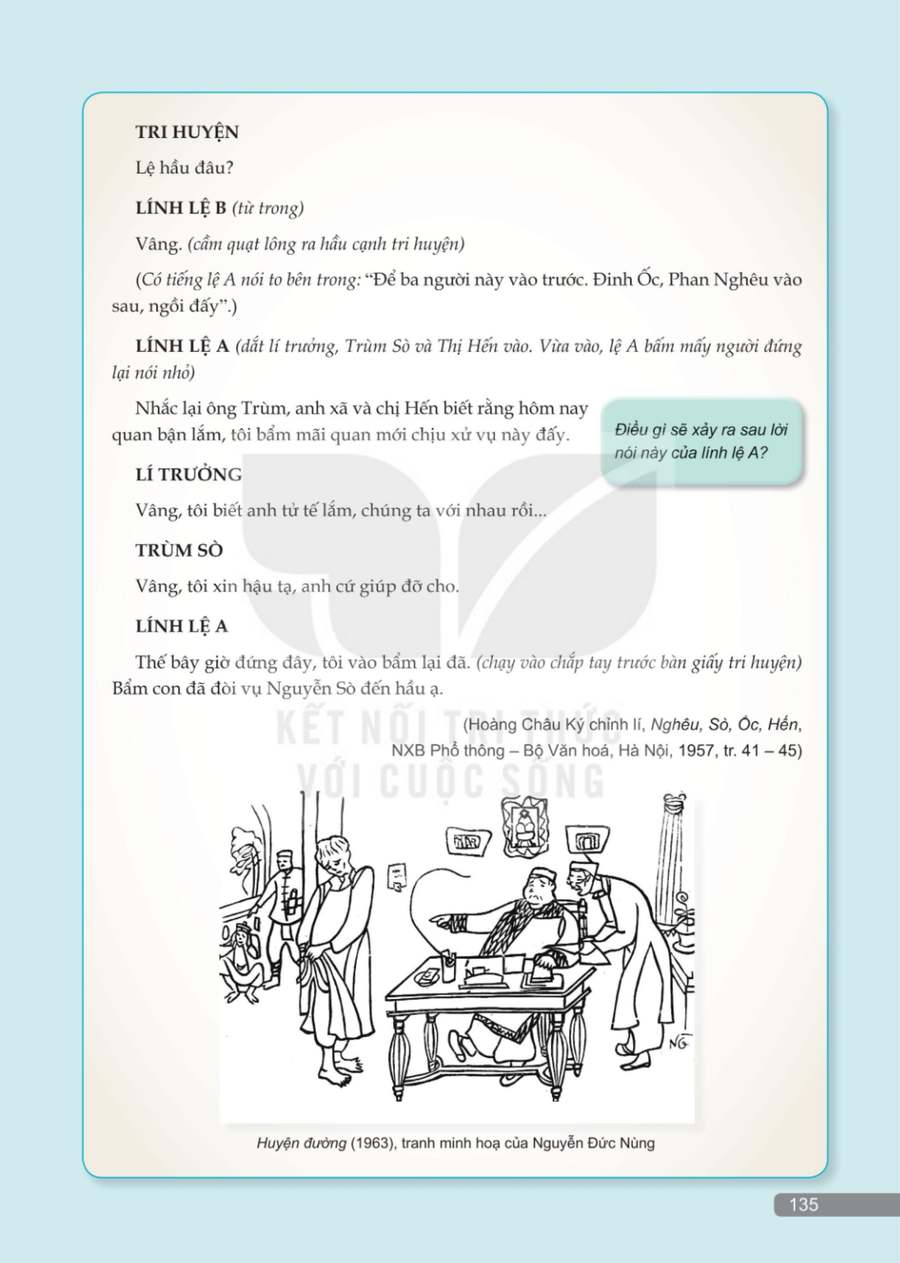 TRI HUYỆN
Lệ hầu đâu?
LÍNH LỆ B (từ trong)
Vâng. (cầm quạt lông ra hầu cạnh tri huyện)
(Có tiếng lệ A nói to bên trong: “Để ba người này vào trước. Đinh Ốc, Phan Nghêu vào
sau, ngồi đấy”.)
LÍNH LỆ A (dắt lí trưởng, Trùm Sò và Thị Hến vào. Vừa vào, lệ A bấm mấy người đứng
lại nói nhỏ)
Nhắc lại ông Trùm, anh xã và chị Hến biết rằng hôm nay
quan bận lắm, tôi bẩm mãi quan mới chịu xử vụ này đấy.
Điều gì sẽ xảy ra sau lời
nói này của lính lệ A?
LÍ TRƯỞNG
Vâng, tôi biết anh tử tế lắm, chúng ta với nhau rồi...
TRÙM SÒ
Vâng, tôi xin hậu tạ, anh cứ giúp đỡ cho.
LÍNH LỆ A
Thế bây giờ đứng đây, tôi vào bẩm lại đã. (chạy vào chắp tay trước bàn giấy tri huyện)
Bẩm con đã đòi vụ Nguyễn Sò đến hầu ạ.
(Hoàng Châu Ký chỉnh lí, Nghêu, Sò, Ốc, Hến,
NXB Phổ thông – Bộ Văn hoá, Hà Nội, 1957, tr. 41 – 45)
KẾT NỐI TRI THỨC
VỚI CUỘC SỐNG
NG
Huyện đường (1963), tranh minh hoạ của Nguyễn Đức Nùng
135